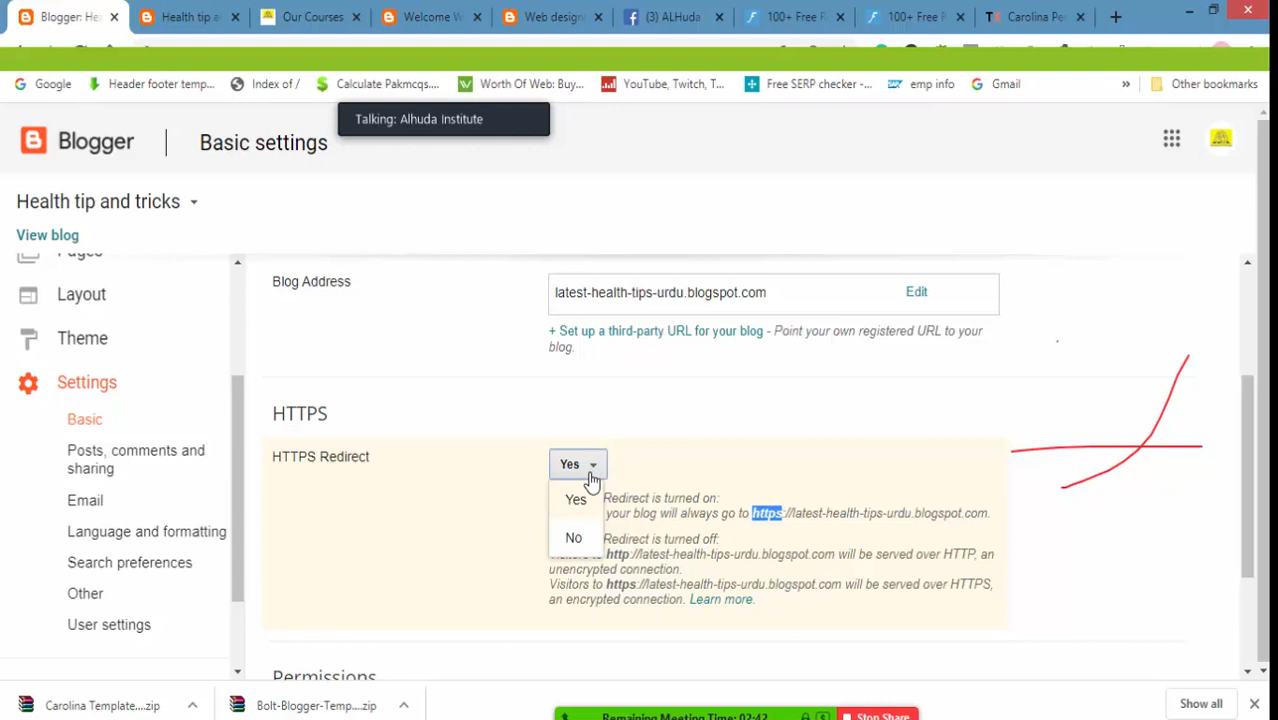 Blogger: H
Health tip a
Our Courses
Welcome W
Web design
(3) ALHuda
100+ Free F
100+ Free F
Carolina Pe
Google
Header footer temp...
Index of /
Calculate Pakmcqs....
Worth Of Web: Buy...
YouTube, Twitch, T...
Free SERP checker -...
emp info
Gmail
»
Other bookmarks
Talking: Alhuda Institute
Blogger
Basic settings
Health tip and tricks
View blog
Pages
Layout
Theme
Settings
Basic
Posts, comments and
sharing
Email
Language and formatting
Search preferences
Other
User settings
Blog Address
latest-health-tips-urdu.blogspot.com
Edit
+ Set up a third-party URL for your blog - Point your own registered URL to your
blog.
HTTPS
HTTPS Redirect
Yes
Yes
No
Redirect is turned on:
your blog will always go to https://latest-health-tips-urdu.blogspot.com.
Redirect is turned off:
Visitors to http://latest-health-tips-urdu.blogspot.com will be served over HTTP, an
unencrypted connection.
Visitors to https://latest-health-tips-urdu.blogspot.com will be served over HTTPS,
an encrypted connection. Learn more.
Permissions
Carolina Template....zip
Bolt-Blogger-Temp....zip
Show all
Remaining Meeting Time: 02:42
Stop Share